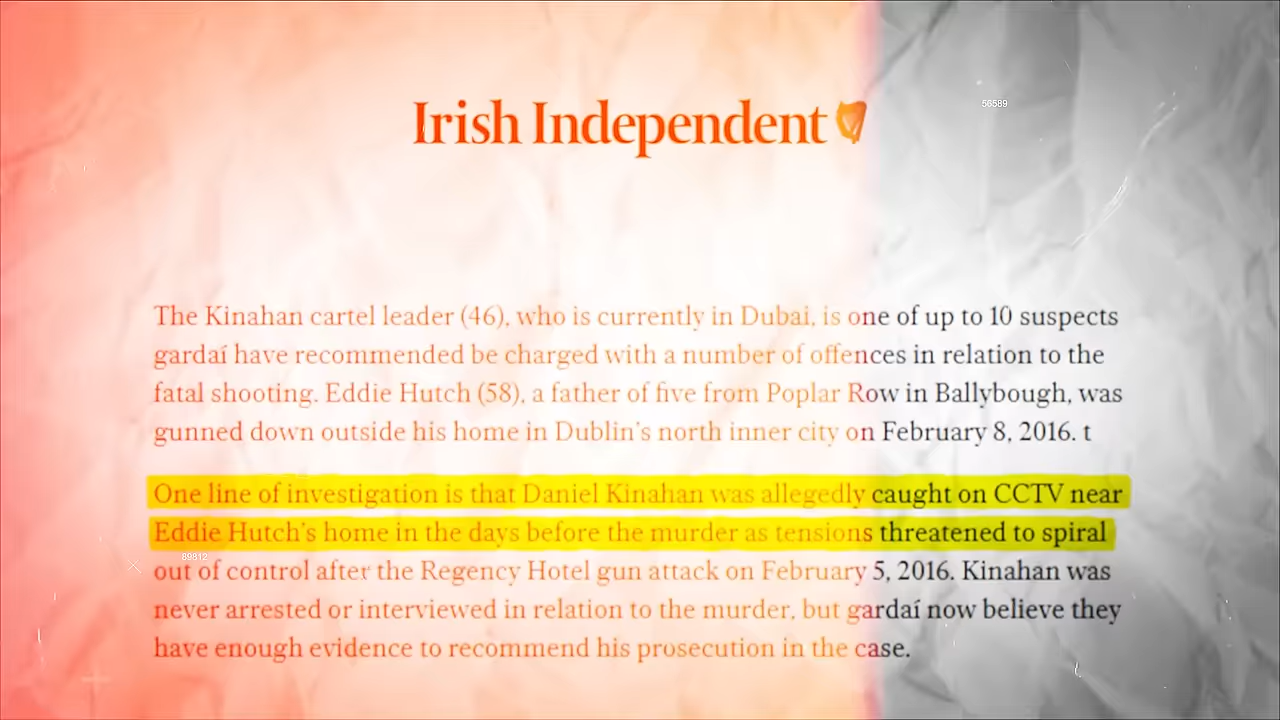 Irish Independent
56589
The Kinahan cartel leader (46), who is currently in Dubai, is one of up to 10 suspects
gardaí have recommended be charged with a number of offences in relation to the
fatal shooting. Eddie Hutch (58), a father of five from Poplar Row in Ballybough, was
gunned down outside his home in Dublin's north inner city on February 8, 2016. t
One line of investigation is that Daniel Kinahan was allegedly caught on CCTV near
Eddie Hutch's home in the days before the murder as tensions threatened to spiral
out of control after the Regency Hotel gun attack on February 5, 2016. Kinahan was
never arrested or interviewed in relation to the murder, but gardaí now believe they
have enough evidence to recommend his prosecution in the case.